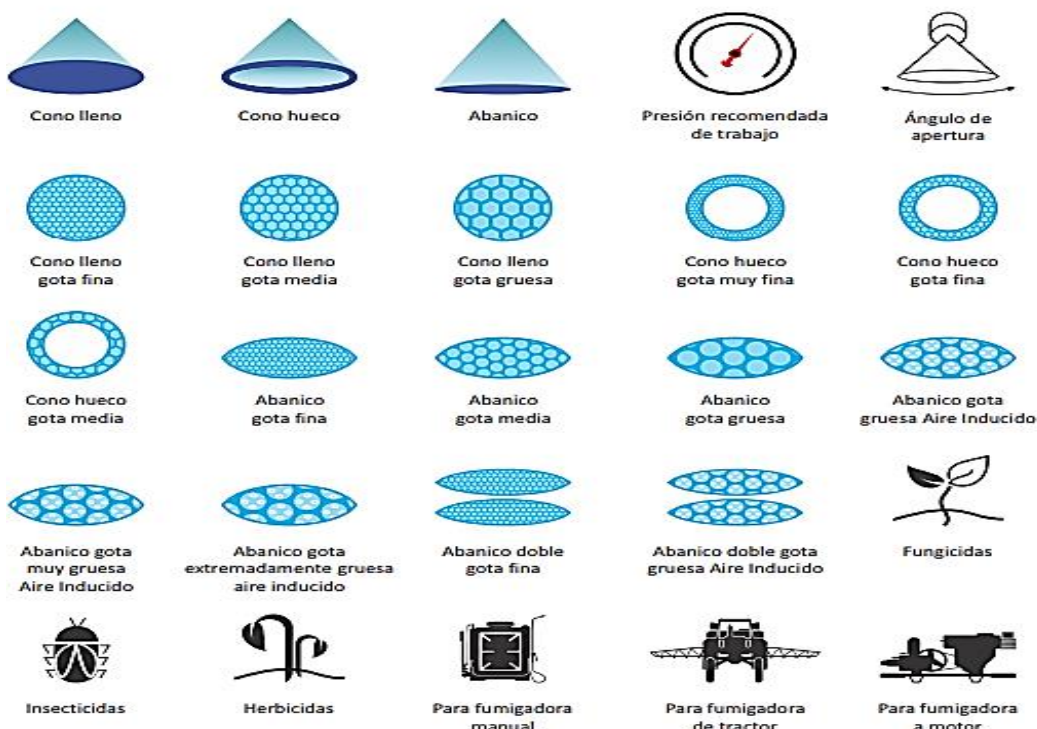 Cono lleno
Cono hueco
Abanico
Presión recomendada
de trabajo
Ángulo de
apertura
Cono lleno
gota fina
Cono lleno
gota media
Cono lleno
gota gruesa
Cono hueco
gota muy fina
Cono hueco
gota fina
Cono hueco
gota media
Abanico
gota fina
Abanico
gota media
Abanico
gota gruesa
Abanico gota
gruesa Aire Inducido
Abanico gota
muy gruesa
Aire Inducido
Abanico gota
extremadamente gruesa
aire inducido
Abanico doble
gota fina
Abanico doble gota
gruesa Aire Inducido
Fungicidas
Insecticidas
Herbicidas
Para fumigadora
manual
Para fumigadora
de tractor
Para fumigadora
a motor